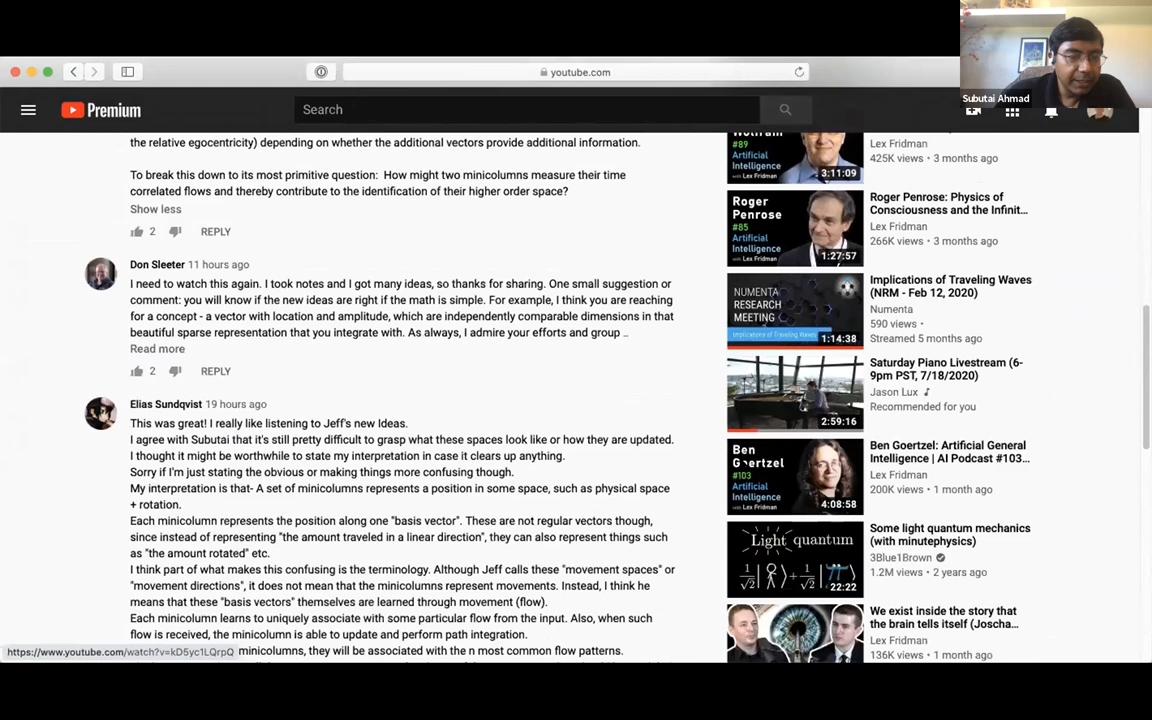 youtube.com
Subutai Ahmad
Premium
Search
the relative egocentricity) depending on whether the additional vectors provide additional information.
To break this down to its most primitive question: How might two minicolumns measure their time
correlated flows and thereby contribute to the identification of their higher order space?
Show less
2
REPLY
Don Sleeter 11 hours ago
I need to watch this again. I took notes and I got many ideas, so thanks for sharing. One small suggestion or
comment: you will know if the new ideas are right if the math is simple. For example, I think you are reaching
for a concept - a vector with location and amplitude, which are independently comparable dimensions in that
beautiful sparse representation that you integrate with. As always, I admire your efforts and group ..
Read more
2
REPLY
Elias Sundqvist 19 hours ago
This was great! I really like listening to Jeff's new Ideas.
I agree with Subutai that it's still pretty difficult to grasp what these spaces look like or how they are updated.
I thought it might be worthwhile to state my interpretation in case it clears up anything.
Sorry if I'm just stating the obvious or making things more confusing though.
My interpretation is that- A set of minicolumns represents a position in some space, such as physical space
+ rotation.
Each minicolumn represents the position along one "basis vector". These are not regular vectors though,
since instead of representing "the amount traveled in a linear direction", they can also represent things such
as "the amount rotated" etc.
I think part of what makes this confusing is the terminology. Although Jeff calls these "movement spaces" or
"movement directions", it does not mean that the minicolumns represent movements. Instead, I think he
means that these "basis vectors" themselves are learned through movement (flow).
Each minicolumn learns to uniquely associate with some particular flow from the input. Also, when such
flow is received, the minicolumn is able to update and perform path integration.
minicolumns, they will be associated with the n most common flow patterns.
https://www.youtube.com/watch?v=kD5yc1LQrpQ
Wolfram
#89
Artificial
Intelligence
with Lex Fridman
3:11:09
Lex Fridman
425K views • 3 months ago
Roger
Penrose
#85
Artificial
Intelligence
with Lex Fridman
1:27:57
Roger Penrose: Physics of
Consciousness and the Infinit...
Lex Fridman
266K views • 3 months ago
NUMENTA
RESEARCH
MEETING
Implications of Traveling Waves
1:14:38
Implications of Traveling Waves
(NRM - Feb 12, 2020)
Numenta
590 views •
Streamed 5 months ago
2:59:16
Saturday Piano Livestream (6-
9pm PST, 7/18/2020)
Jason Lux
Recommended for you
Ben
Goertzel
#103
Artificial
Intelligence
with Lex Fridman
4:08:58
Ben Goertzel: Artificial General
Intelligence | AI Podcast #103...
Lex Fridman
200K views • 1 month ago
Light quantum
22:22
Some light quantum mechanics
(with minutephysics)
3Blue1Brown
1.2M views • 2 years ago
We exist inside the story that
the brain tells itself (Joscha...
Lex Fridman
136K views • 1 month ago